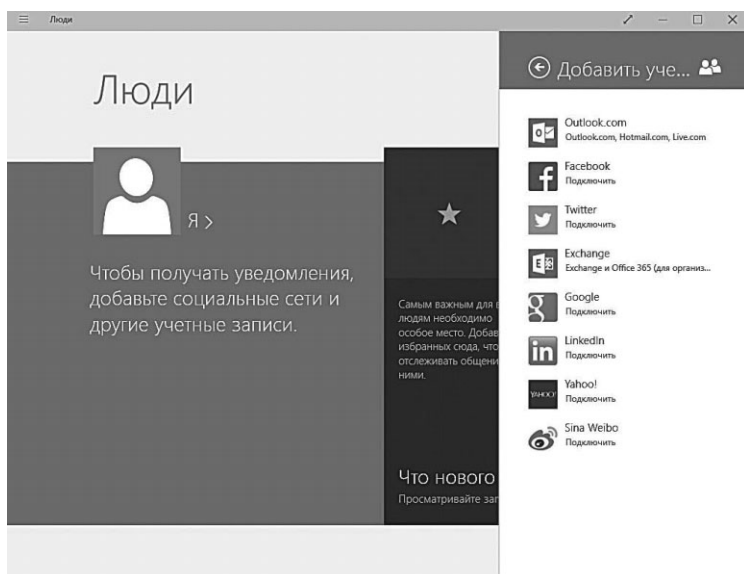 Люди
Люди
Я >
Чтобы получать уведомления,
добавьте социальные сети и
другие учетные записи.
Самым важным для
людям необходимо
особое место. Добав
избранных сюда, что
отслеживать общени
ними.
Что нового
Просматривайте зап
Добавить уче...
Outlook.com
Outlook.com, Hotmail.com, Live.com
Facebook
Подключить
Twitter
Подключить
Exchange
Exchange и Office 365 (для организ...
Google
Подключить
LinkedIn
Подключить
YAHOO!
Yahoo!
Подключить
Sina Weibo
Подключить